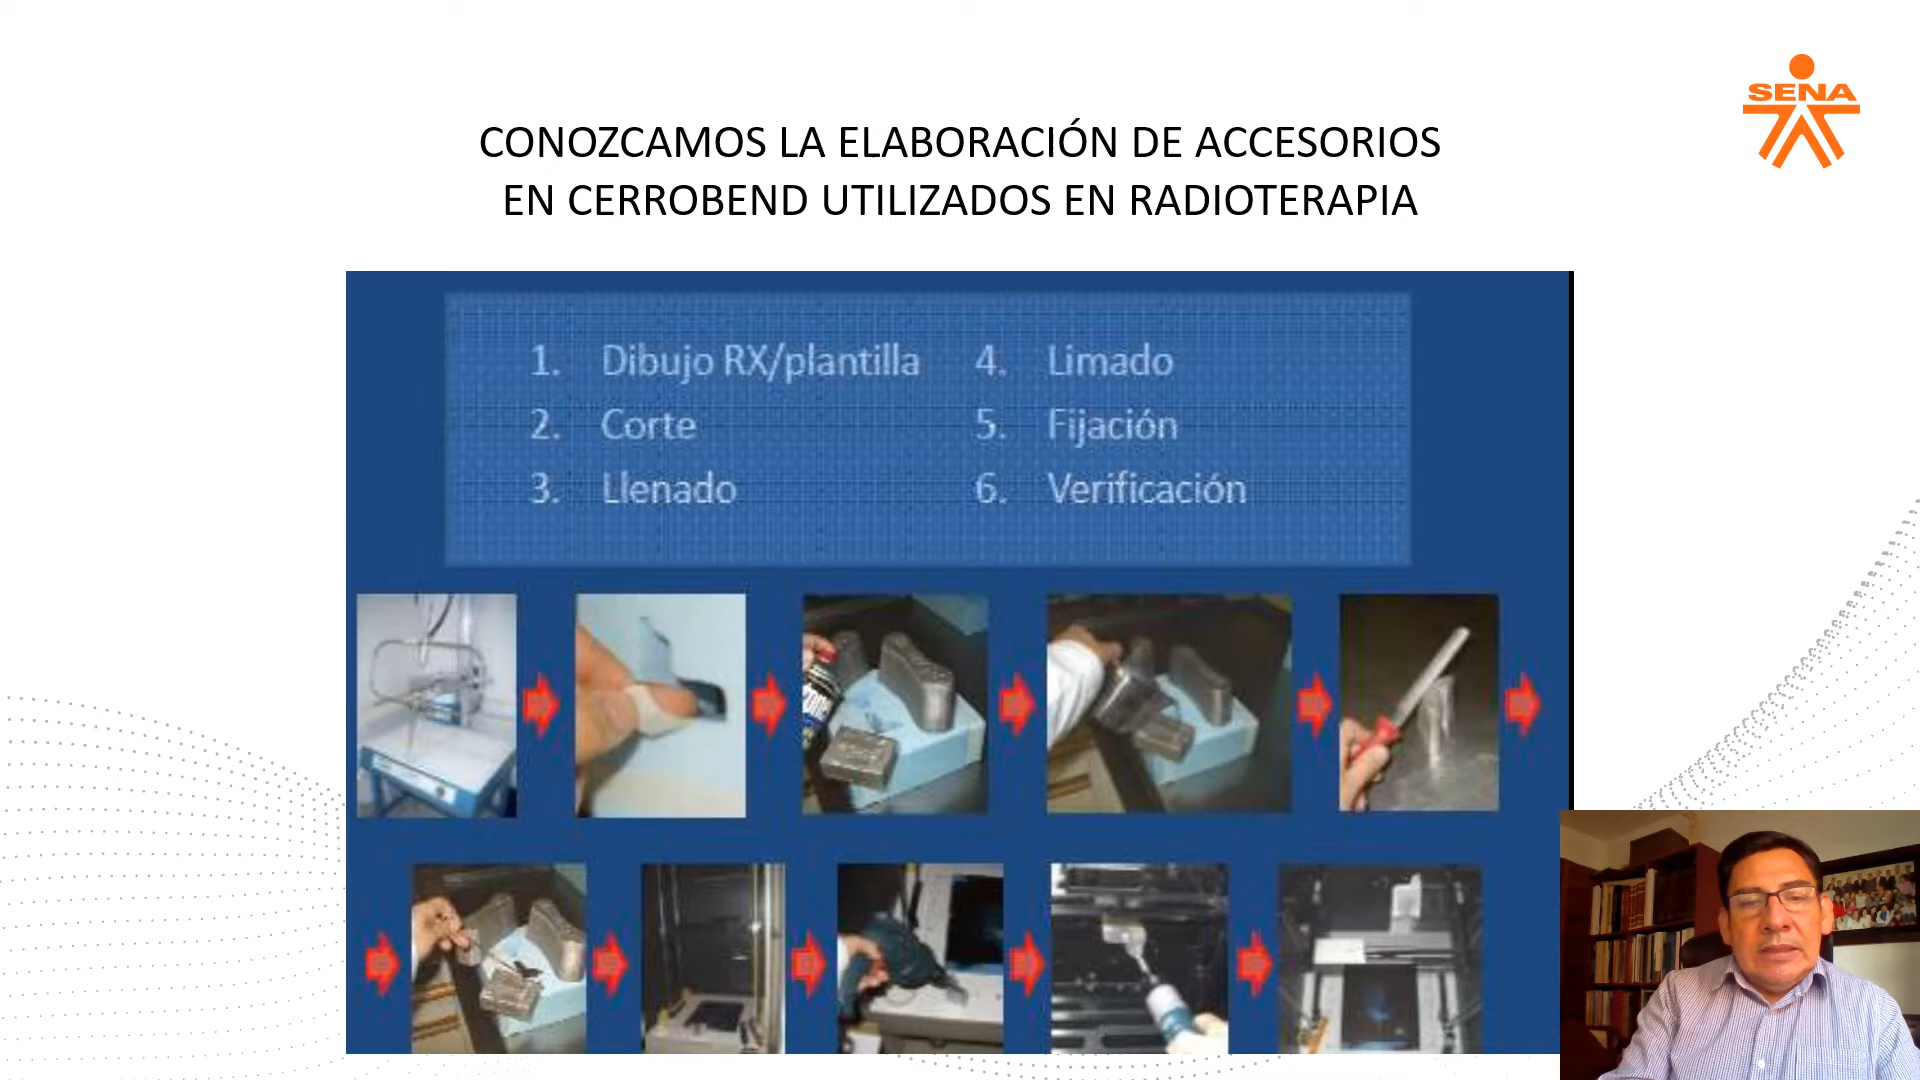 SENA
CONOZCAMOS LA ELABORACIÓN DE ACCESORIOS
EN CERROBEND UTILIZADOS EN RADIOTERAPIA
1. Dibujo RX/plantilla
2. Corte
3. Llenado
4. Limado
5. Fijación
6. Verificación